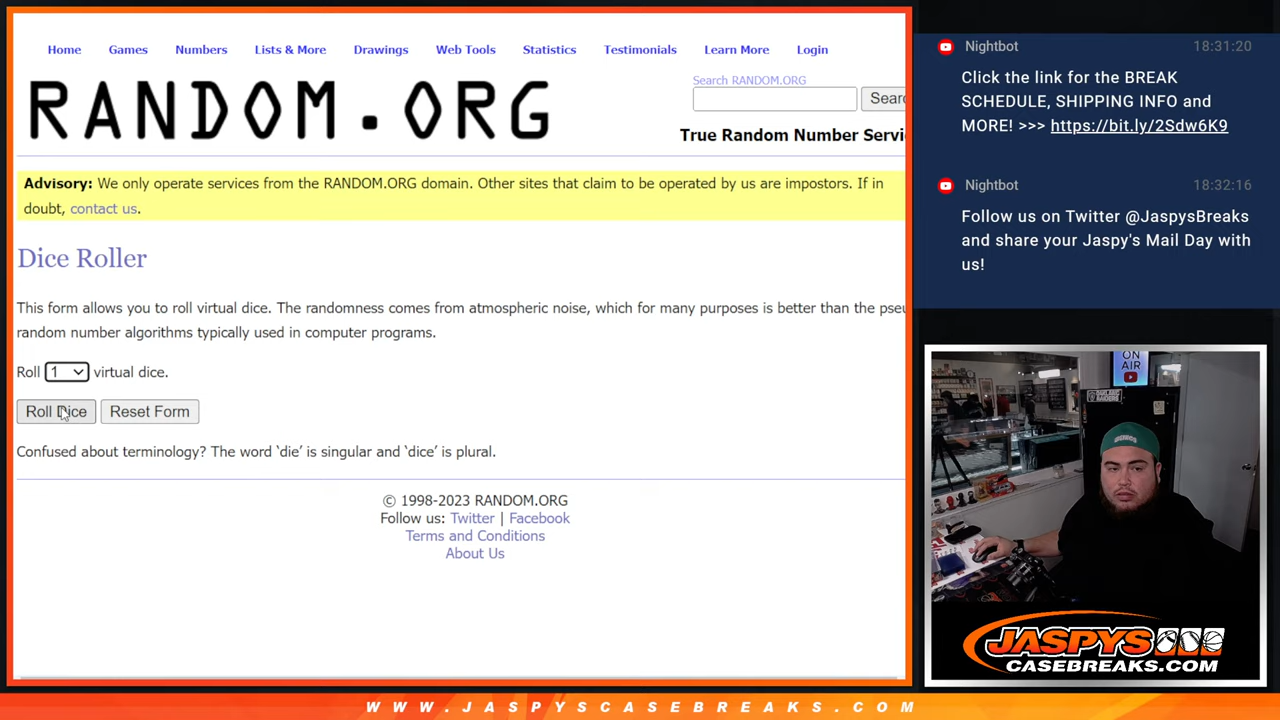 Home Games Numbers Lists & More Drawings Web Tools Statistics Testimonials Learn More Login
RANDOM.ORG
Search RANDOM.ORG
Searc
True Random Number Servi
Advisory: We only operate services from the RANDOM.ORG domain. Other sites that claim to be operated by us are impostors. If in
doubt, contact us.
Dice Roller
This form allows you to roll virtual dice. The randomness comes from atmospheric noise, which for many purposes is better than the pseu
random number algorithms typically used in computer programs.
Roll 1 virtual dice.
Roll Dice Reset Form
Confused about terminology? The word ‘die’ is singular and ‘dice’ is plural.
© 1998-2023 RANDOM.ORG
Follow us: Twitter | Facebook
Terms and Conditions
About Us
Nightbot 18:31:20
Click the link for the BREAK
SCHEDULE, SHIPPING INFO and
MORE! >>> https://bit.ly/2Sdw6K9
Nightbot 18:32:16
Follow us on Twitter @JaspysBreaks
and share your Jaspy's Mail Day with
us!
ON
AIR
JASPYS
CASEBREAKS.COM
WWW.JASPYSCASEBREAKS.COM